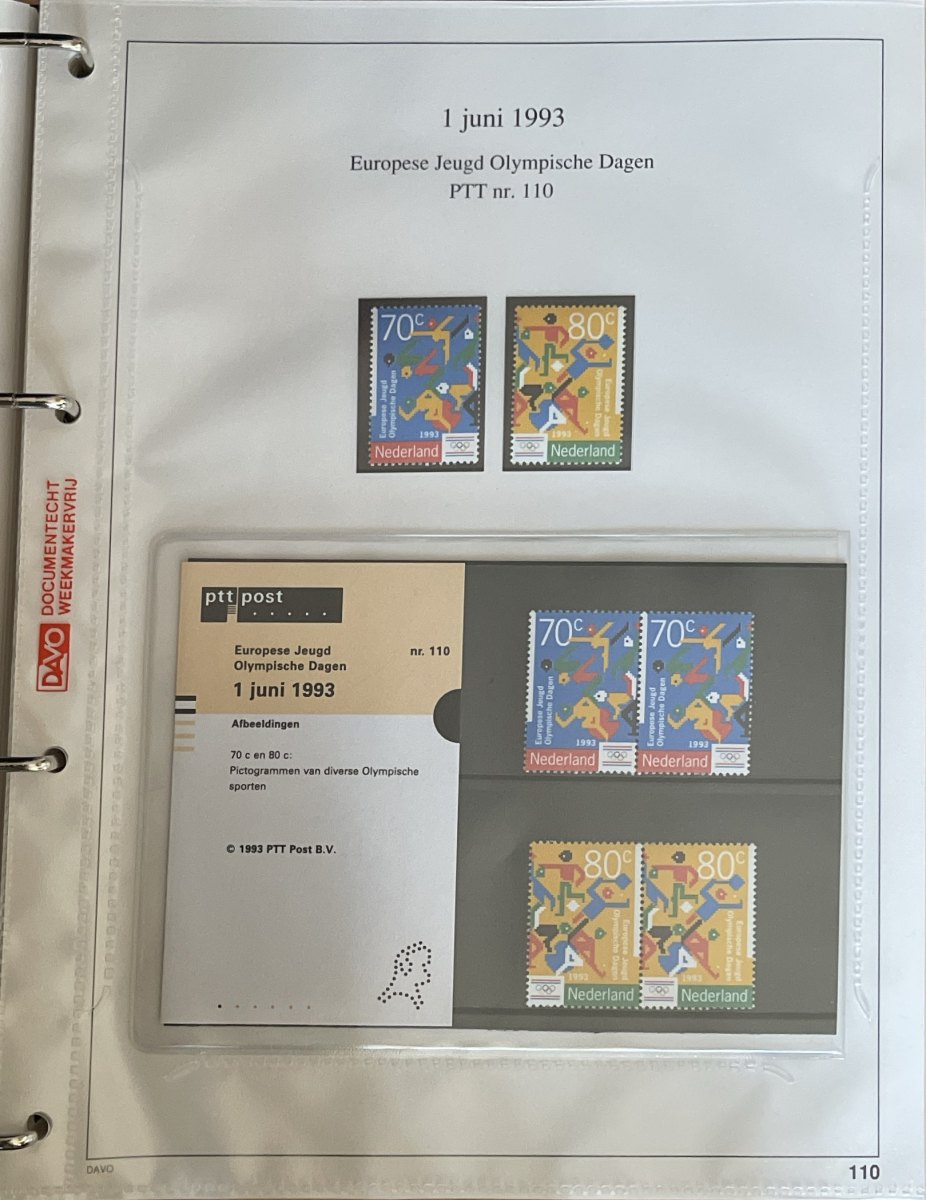 1 juni 1993
Europese Jeugd Olympische Dagen
PTT nr. 110
70c
Europese Jeugd
Olympische Dagen
1993
Nederland
80c
Europese Jeugd
Olympische Dagen
1993
Nederland
DAVO
DOCUMENTECHT
WEEKMAKERVRIJ
ptt post
Europese Jeugd
Olympische Dagen
nr. 110
1 juni 1993
Afbeeldingen
70 c en 80 c:
Pictogrammen van diverse Olympische
sporten
© 1993 PTT Post B.V.
70c
Europese Jeugd
Olympische Dagen
1993
Nederland
70c
Europese Jeugd
Olympische Dagen
1993
Nederland
80c
Europese Jeugd
Olympische Dagen
1993
Nederland
80c
Europese Jeugd
Olympische Dagen
1993
Nederland
DAVO
110